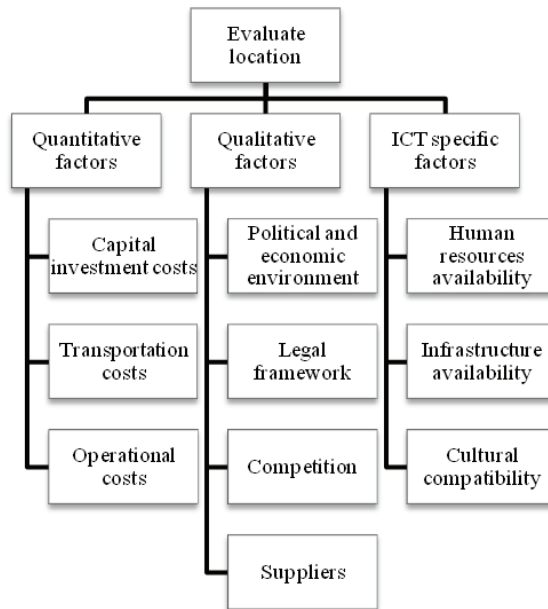 Evaluate
location
Quantitative
factors
Qualitative
factors
ICT specific
factors
Capital
investment costs
Political and
economic
environment
Human
resources
availability
Transportation
costs
Legal
framework
Infrastructure
availability
Operational
costs
Competition
Cultural
compatibility
Suppliers